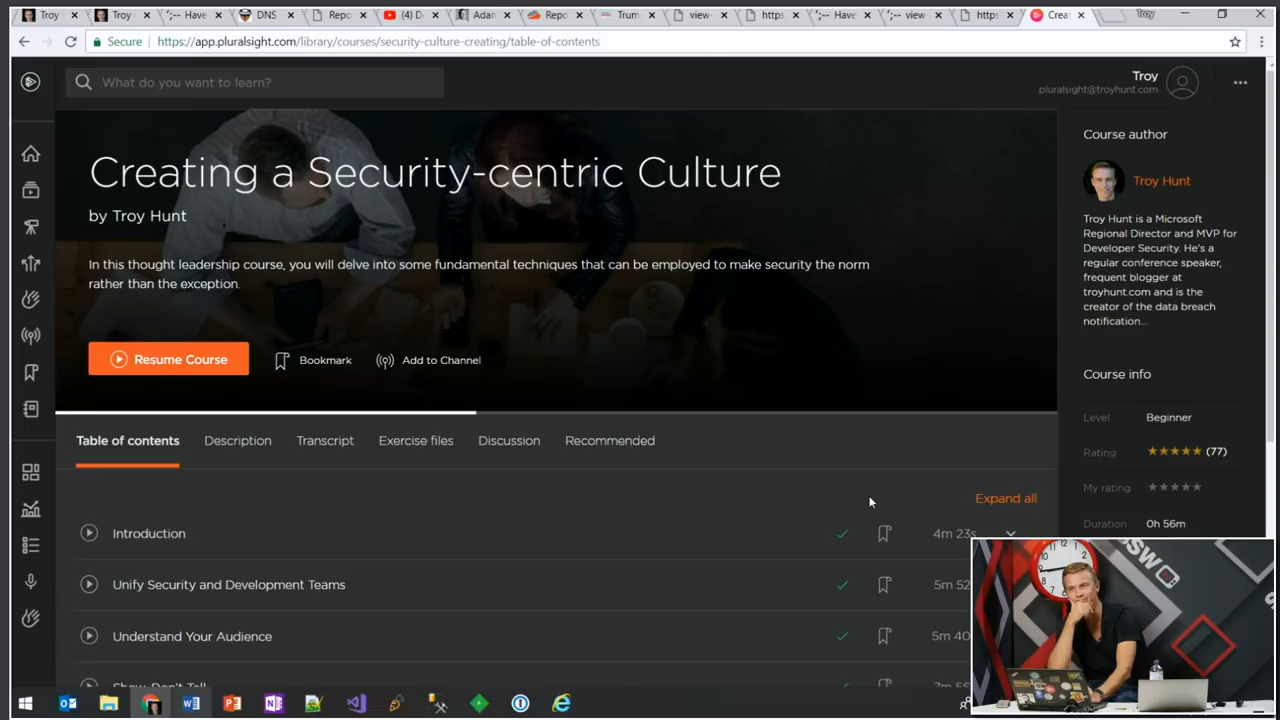 Troy
Troy
';-- Have
DNS
Repo
(4) D
Adan
Repo
Trum
view-
https
';-- Have
view-
https
Creat
Troy
Secure
https://app.pluralsight.com/library/courses/security-culture-creating/table-of-contents
What do you want to learn?
Troy
pluralsight@troyhunt.com
Creating a Security-centric Culture
by Troy Hunt
In this thought leadership course, you will delve into some fundamental techniques that can be employed to make security the norm
rather than the exception.
Resume Course
Bookmark
Add to Channel
Course author
Troy Hunt
Troy Hunt is a Microsoft
Regional Director and MVP for
Developer Security. He's a
regular conference speaker,
frequent blogger at
troyhunt.com and is the
creator of the data breach
notification...
Course info
Level Beginner
Rating (77)
My rating
Duration 0h 56m
Table of contents
Description
Transcript
Exercise files
Discussion
Recommended
Expand all
Introduction 4m 23s
Unify Security and Development Teams 5m 52
Understand Your Audience 5m 40
Show, Don't Tell 7m 56